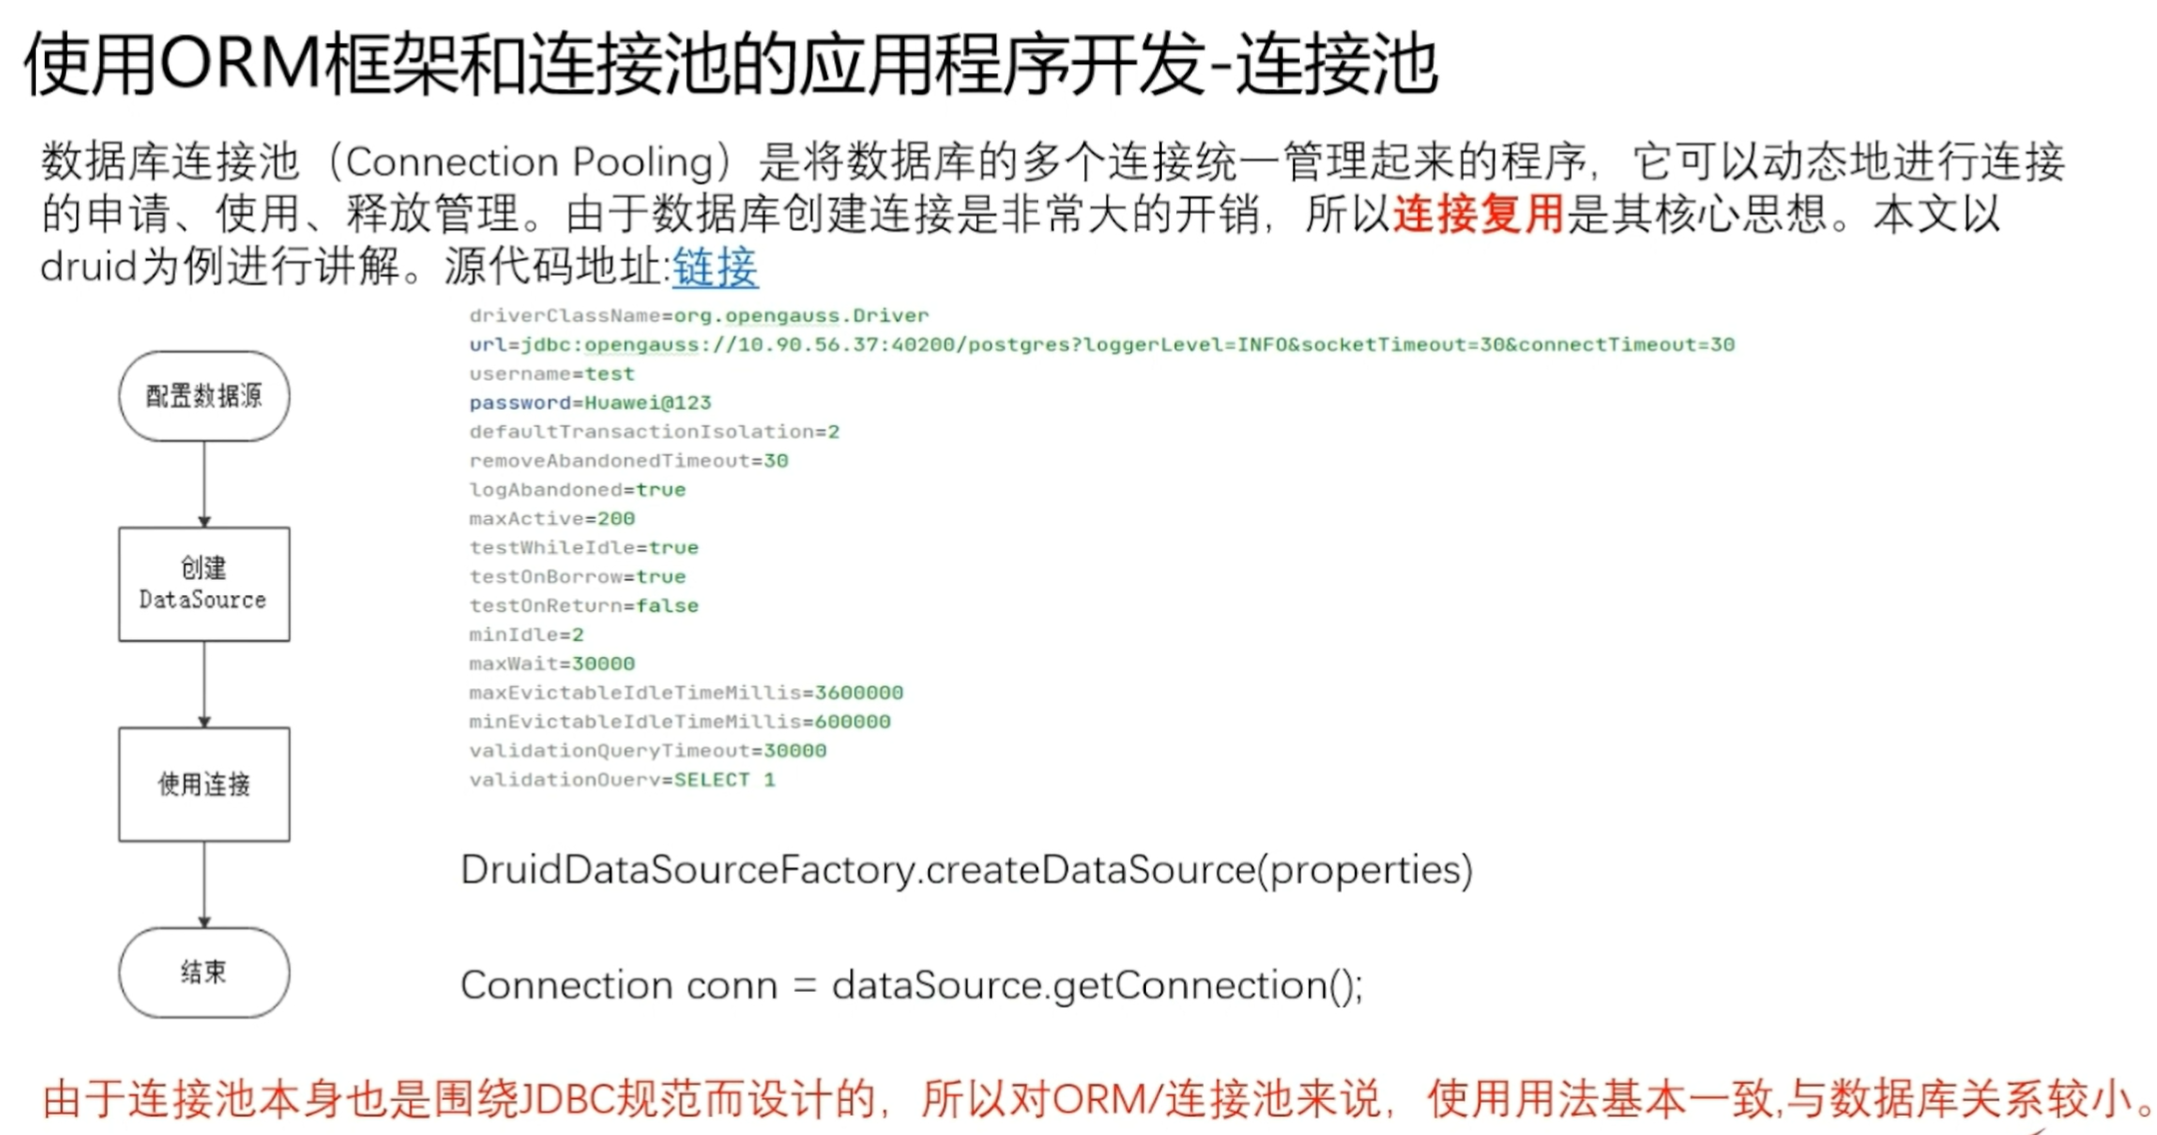 使用ORM框架和连接池的应用程序开发-连接池
数据库连接池（Connection Pooling）是将数据库的多个连接统一管理起来的程序，它可以动态地进行连接
的申请、使用、释放管理。由于数据库创建连接是非常大的开销，所以连接复用是其核心思想。本文以
druid为例进行讲解。源代码地址:链接
配置数据源
创建
DataSource
使用连接
结束
driverClassName=org.opengauss.Driver
url=jdbc:opengauss://10.90.56.37:40200/postgres?loggerLevel=INFO&socketTimeout=30&connectTimeout=30
username=test
password=Huawei@123
defaultTransactionIsolation=2
removeAbandonedTimeout=30
logAbandoned=true
maxActive=200
testWhileIdle=true
testOnBorrow=true
testOnReturn=false
minIdle=2
maxWait=30000
maxEvictableIdleTimeMillis=3600000
minEvictableIdleTimeMillis=600000
validationQueryTimeout=30000
validationQuery=SELECT 1
DruidDataSourceFactory.createDataSource(properties)
Connection conn = dataSource.getConnection();
由于连接池本身也是围绕JDBC规范而设计的，所以对ORM/连接池来说，使用用法基本一致,与数据库关系较小。